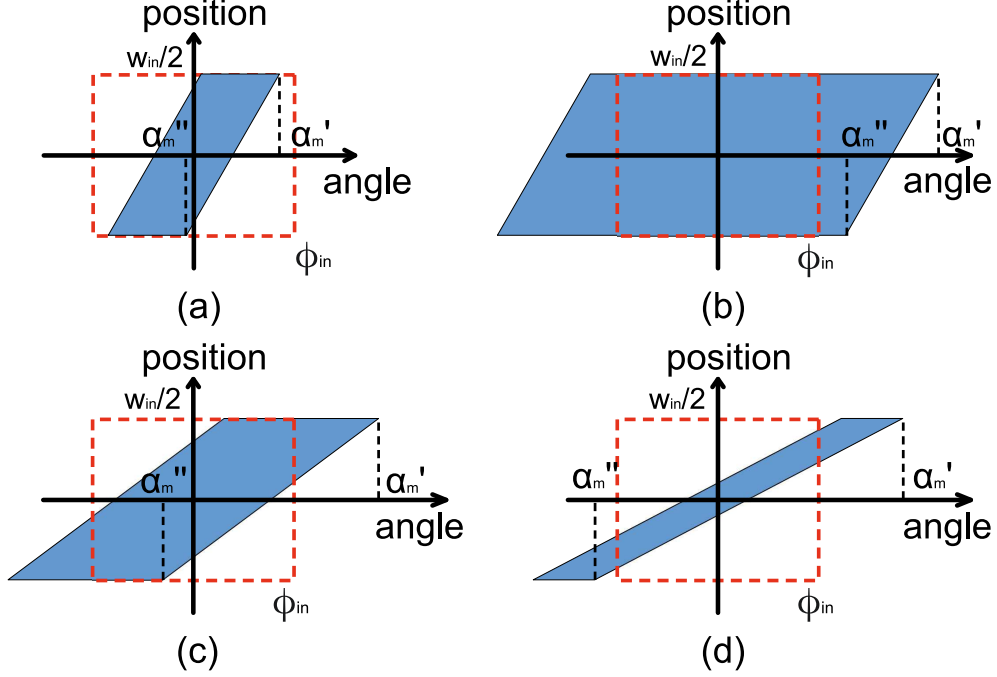 position
w_in/2
α_m''
α_m'
angle
ϕ_in
(a)
position
w_in/2
α_m''
α_m'
angle
ϕ_in
(b)
position
w_in/2
α_m''
α_m'
angle
ϕ_in
(c)
position
w_in/2
α_m''
α_m'
angle
ϕ_in
(d)